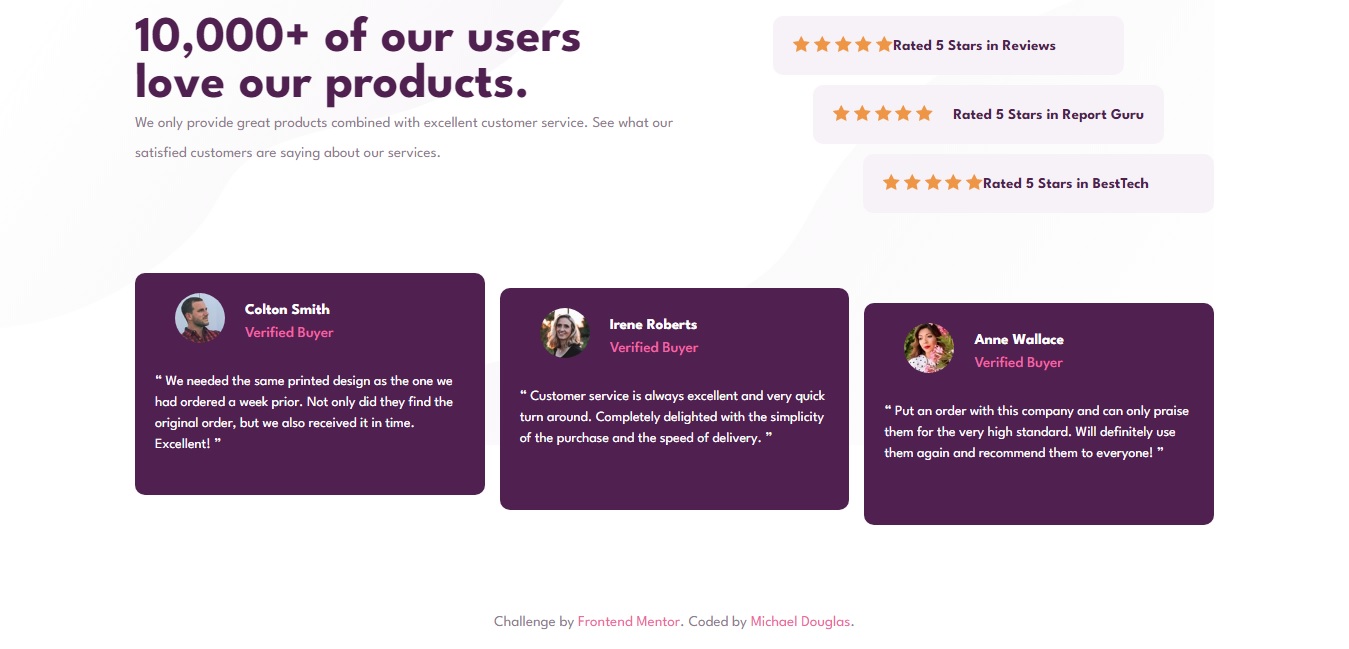 10,000+ of our users
love our products.
We only provide great products combined with excellent customer service. See what our
satisfied customers are saying about our services.
Rated 5 Stars in Reviews
Rated 5 Stars in Report Guru
Rated 5 Stars in BestTech
Colton Smith
Verified Buyer
“ We needed the same printed design as the one we
had ordered a week prior. Not only did they find the
original order, but we also received it in time.
Excellent! ”
Irene Roberts
Verified Buyer
“ Customer service is always excellent and very quick
turn around. Completely delighted with the simplicity
of the purchase and the speed of delivery. ”
Anne Wallace
Verified Buyer
“ Put an order with this company and can only praise
them for the very high standard. Will definitely use
them again and recommend them to everyone! ”
Challenge by Frontend Mentor. Coded by Michael Douglas.